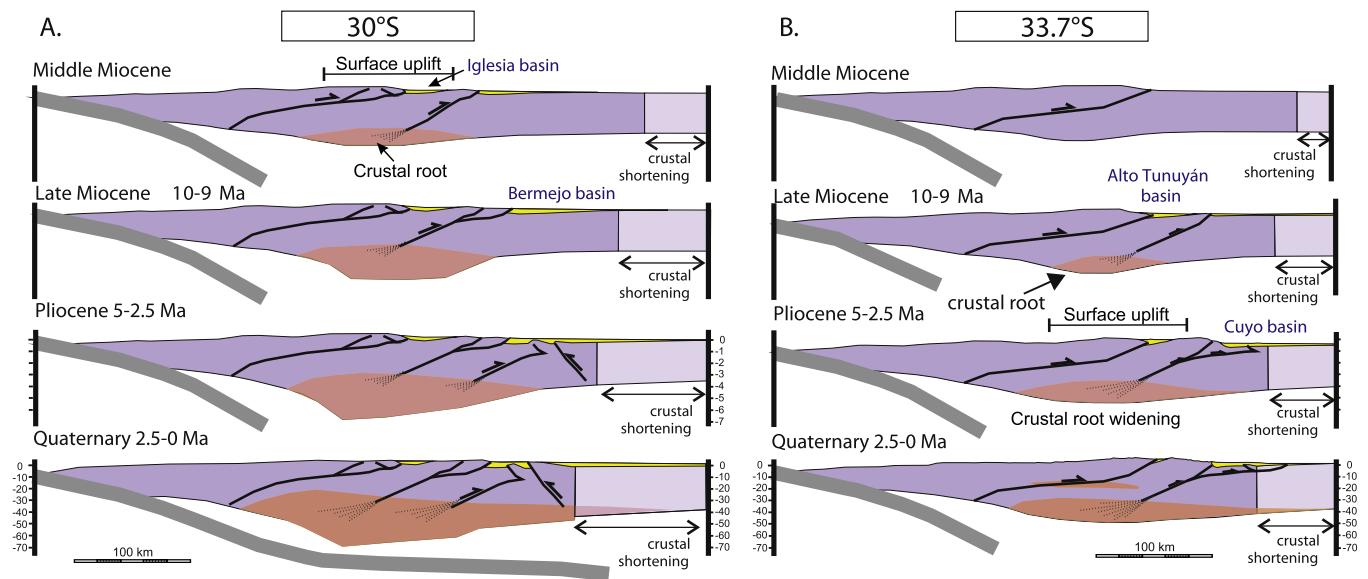 A.
30°S
Middle Miocene
Surface uplift
Iglesia basin
Crustal root
crustal
shortening
Late Miocene 10-9 Ma
Bermejo basin
crustal
shortening
Pliocene 5-2.5 Ma
0
-1
-2
-3
-4
-5
-6
-7
crustal
shortening
Quaternary 2.5-0 Ma
0
-10
-20
-30
-40
-50
-60
-70
0
-10
-20
-30
-40
-50
-60
-70
crustal
shortening
100 km
B.
33.7°S
Middle Miocene
crustal
shortening
Late Miocene 10-9 Ma
Alto Tunuyán
basin
crustal root
crustal
shortening
Pliocene 5-2.5 Ma
Surface uplift
Cuyo basin
Crustal root widening
crustal
shortening
Quaternary 2.5-0 Ma
0
-10
-20
-30
-40
-50
-60
-70
0
-10
-20
-30
-40
-50
-60
-70
crustal
shortening
100 km